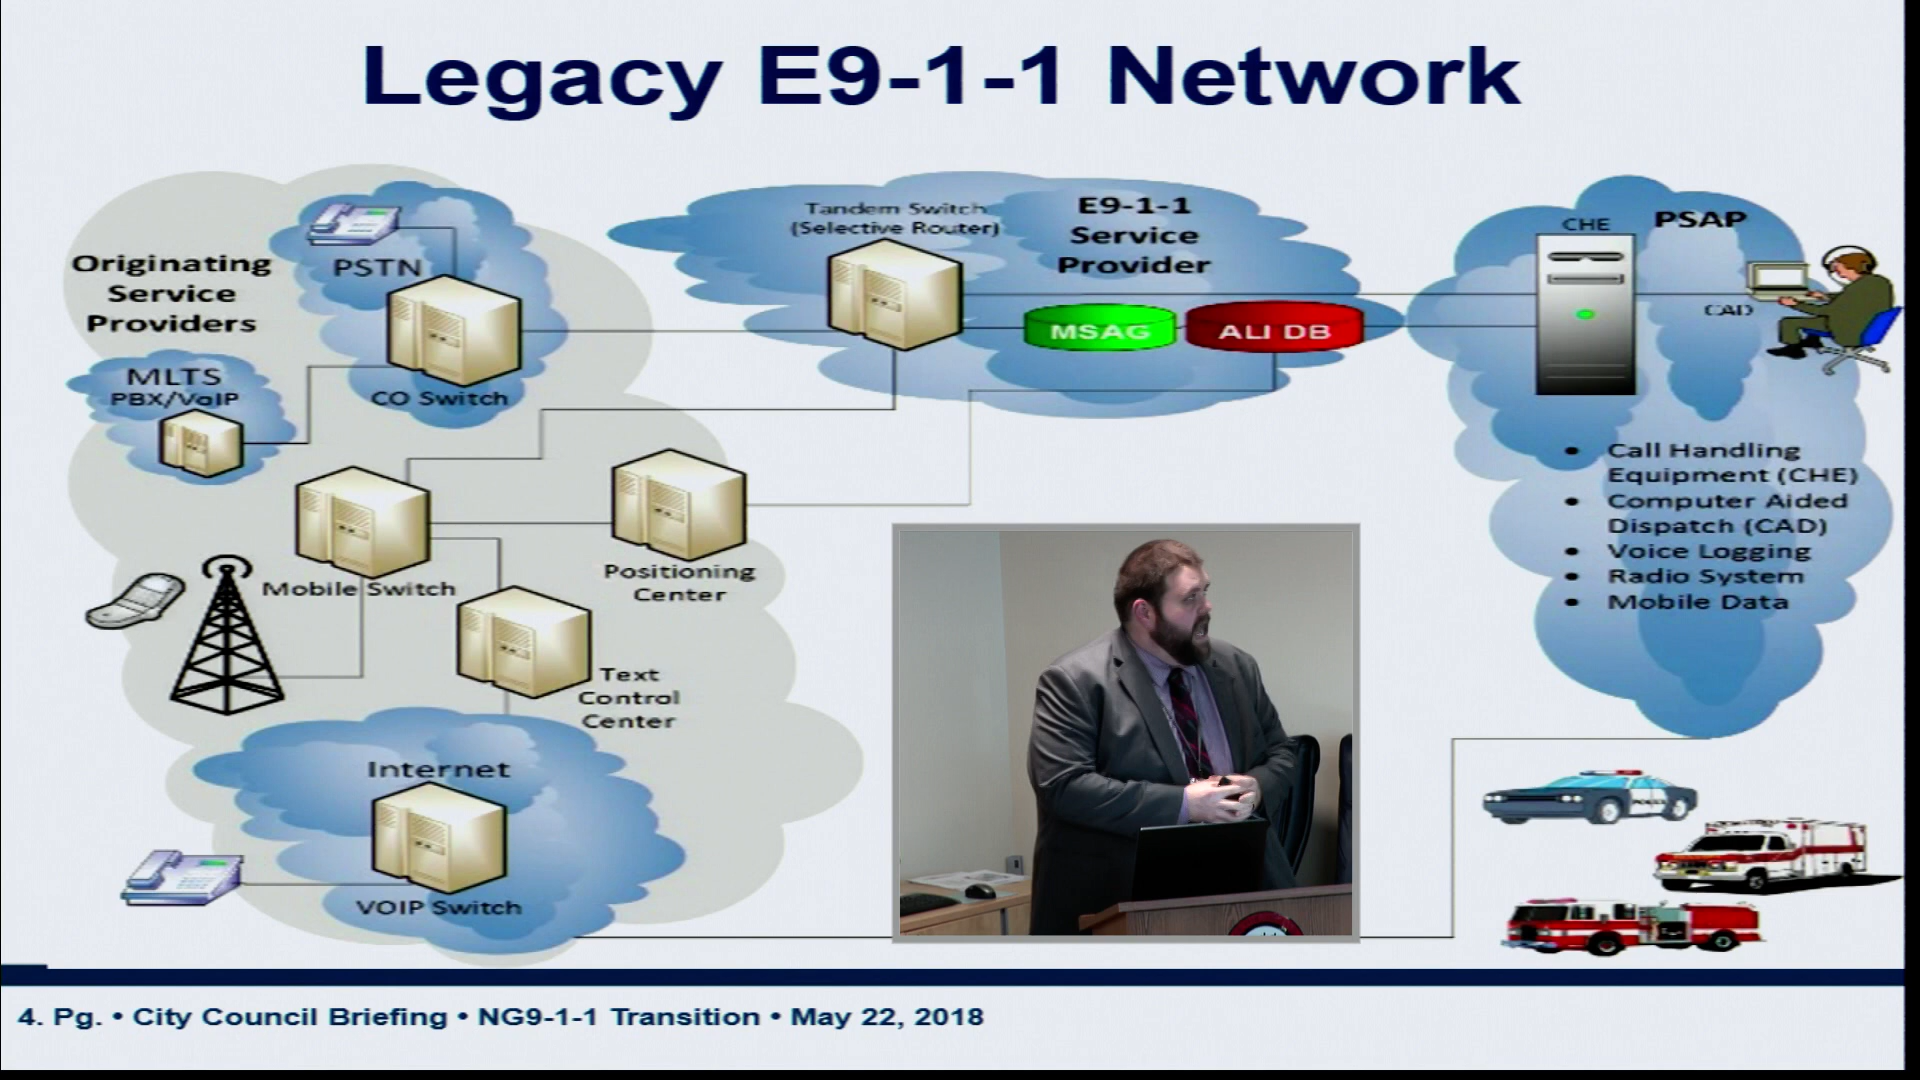 Legacy E9-1-1 Network
Originating
Service
Providers
PSTN
CO Switch
MLTS
PBX/VoIP
Mobile Switch
Positioning
Center
Text
Control
Center
Internet
VOIP Switch
Tandem Switch
(Selective Router)
E9-1-1
Service
Provider
MSAG
ALI DB
CHE
PSAP
CAD
• Call Handling
Equipment (CHE)
• Computer Aided
Dispatch (CAD)
• Voice Logging
• Radio System
• Mobile Data
POLICE
4. Pg. • City Council Briefing • NG9-1-1 Transition • May 22, 2018